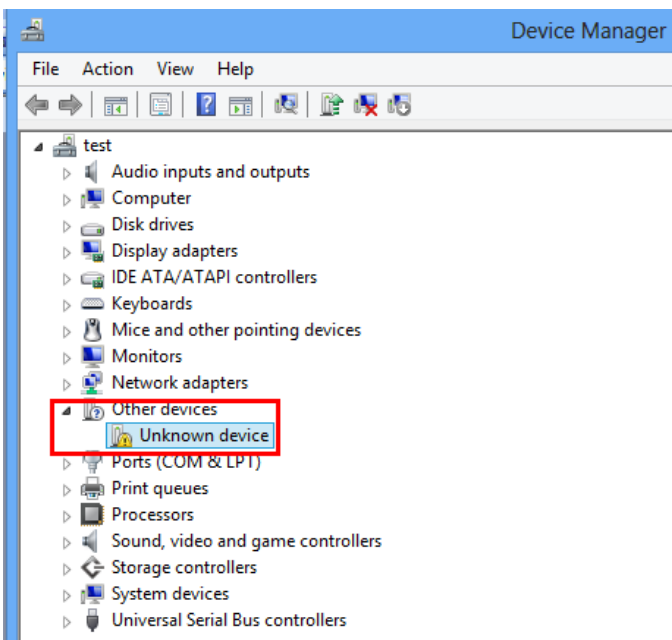 Device Manager
File Action View Help
test
Audio inputs and outputs
Computer
Disk drives
Display adapters
IDE ATA/ATAPI controllers
Keyboards
Mice and other pointing devices
Monitors
Network adapters
Other devices
Unknown device
Ports (COM & LPT)
Print queues
Processors
Sound, video and game controllers
Storage controllers
System devices
Universal Serial Bus controllers